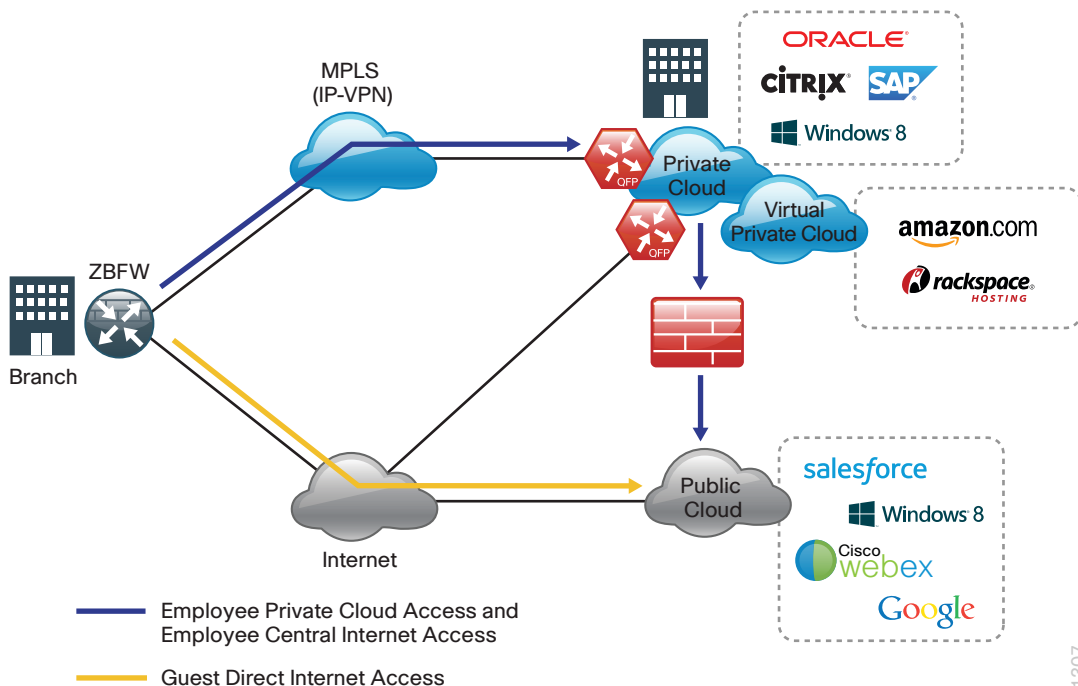 ORACLE®
MPLS
(IP-VPN)
CİTRIX®
SAP
Windows® 8
QFP
Private
Cloud
Virtual
Private Cloud
QFP
amazon.com
rackspace®
HOSTING
ZBFW
Branch
salesforce
Public
Cloud
Windows® 8
Internet
Cisco
webex
Google
Employee Private Cloud Access and
Employee Central Internet Access
Guest Direct Internet Access